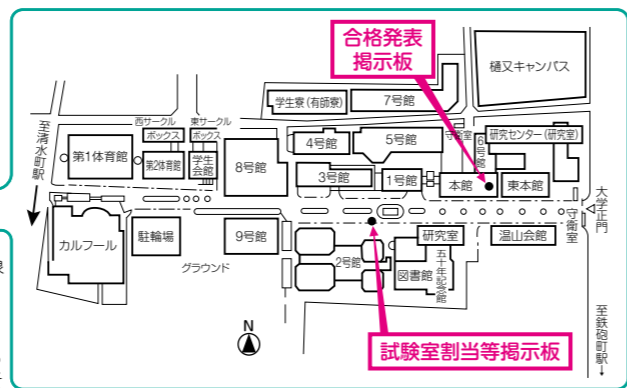 合格発表
掲示板
樋又キャンパス
学生寮(有師寮)
7号館
西サークル
ボックス
東サークル
ボックス
至清水町駅
第1体育館
第2体育館
学生
会館
8号館
4号館
5号館
守衛室
6号館
研究センター(研究室)
3号館
1号館
本館
東本館
大学正門
守衛室
カルフール
駐輪場
9号館
グラウンド
2号館
研究室
図書館
五十年記念館
温山会館
N
試験室割当等掲示板
至鉄砲町駅→